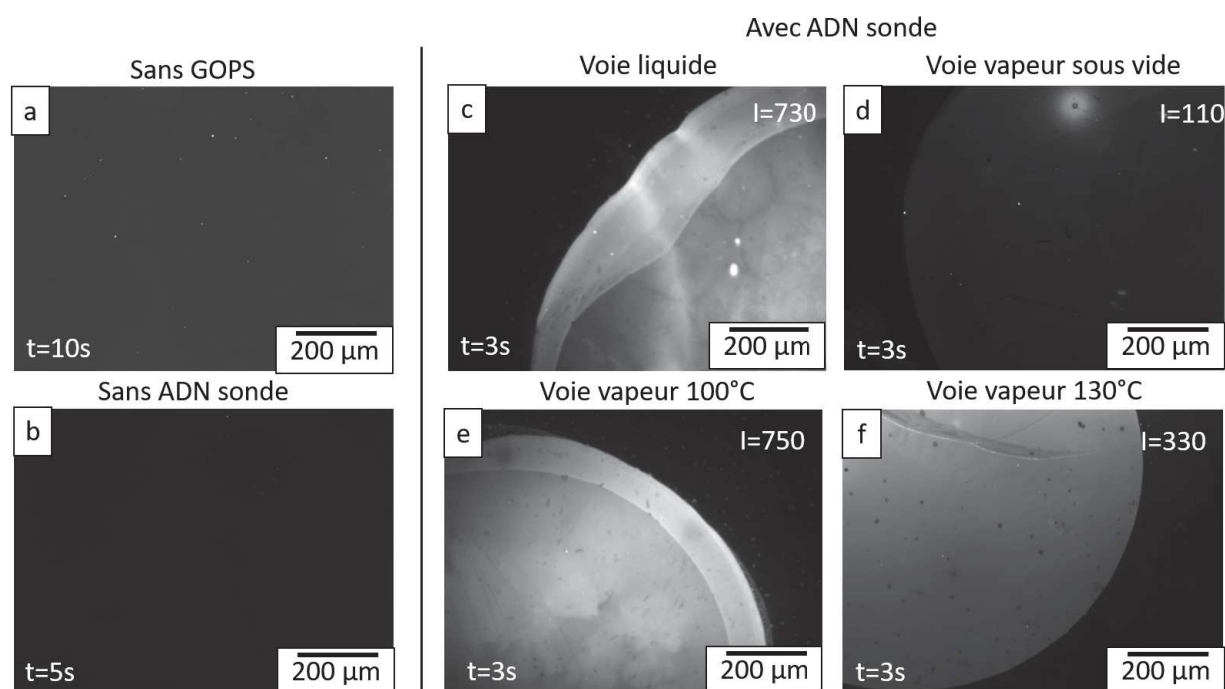 Avec ADN sonde
Sans GOPS
Voie liquide
Voie vapeur sous vide
a
t=10s
200 µm
c
I=730
t=3s
200 µm
d
I=110
t=3s
200 µm
Sans ADN sonde
Voie vapeur 100°C
Voie vapeur 130°C
b
t=5s
200 µm
e
I=750
t=3s
200 µm
f
I=330
t=3s
200 µm